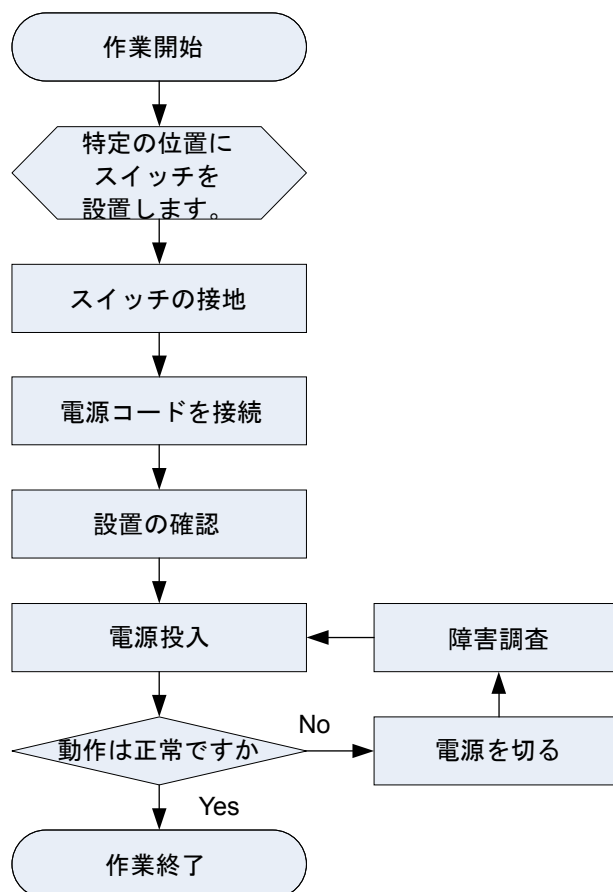 作業開始
特定の位置に
スイッチを
設置します。
スイッチの接地
電源コードを接続
設置の確認
電源投入
障害調査
動作は正常ですか
No
電源を切る
Yes
作業終了